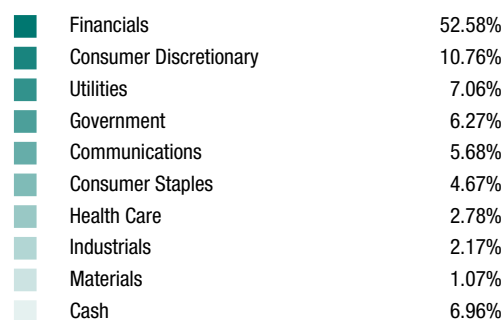 Financials 52.58%
Consumer Discretionary 10.76%
Utilities 7.06%
Government 6.27%
Communications 5.68%
Consumer Staples 4.67%
Health Care 2.78%
Industrials 2.17%
Materials 1.07%
Cash 6.96%